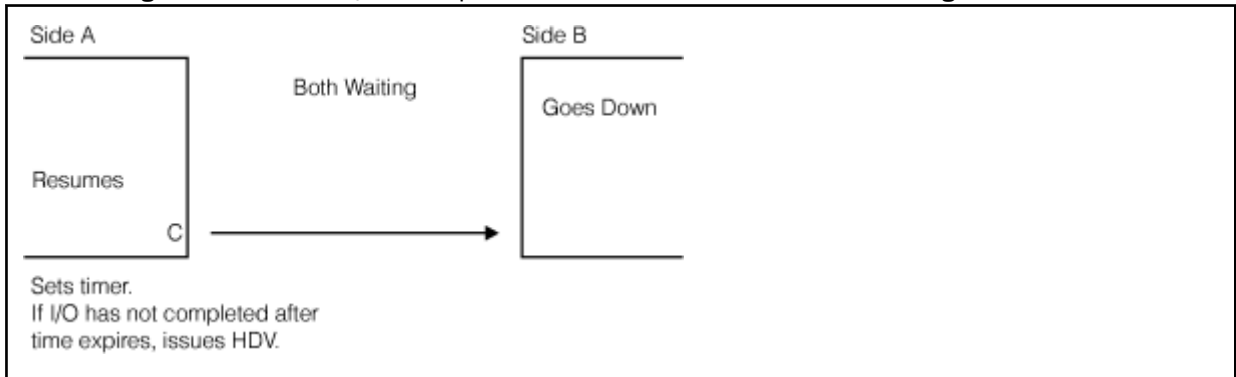 Side A
Side B
Both Waiting
Goes Down
Resumes
C
Sets timer.
If I/O has not completed after
time expires, issues HDV.